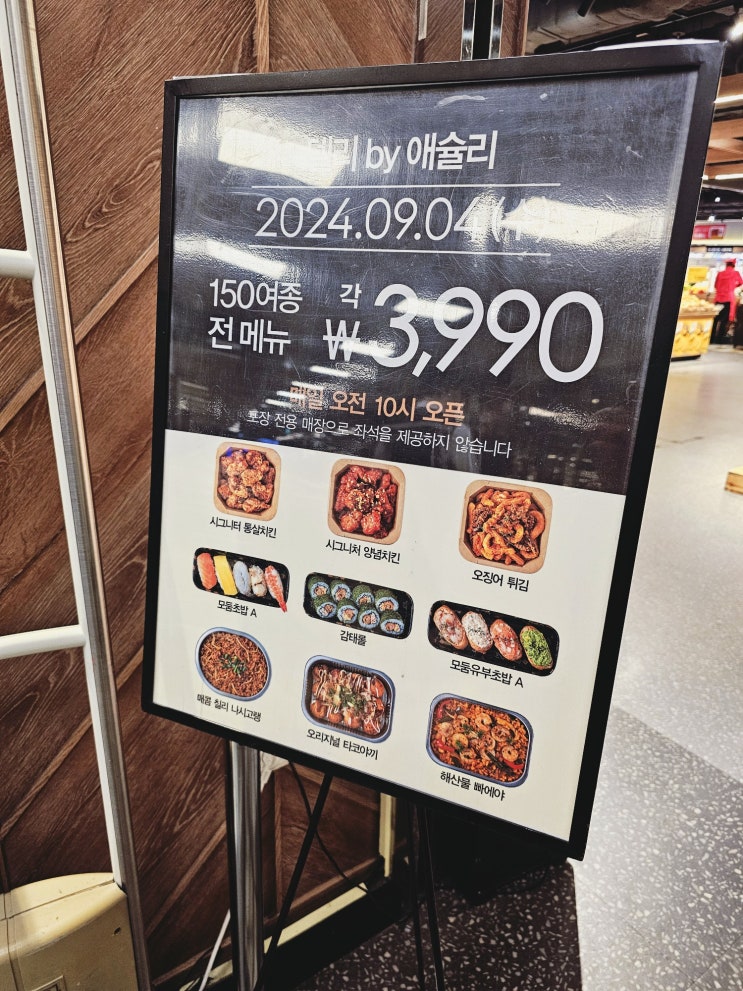 델리 by 애슐리
2024.09.04(수)
150여종
전 메뉴
각
₩3,990
매일 오전 10시 오픈
포장 전용 매장으로 좌석을 제공하지 않습니다
시그니터 통살치킨
시그니처 양념치킨
오징어 튀김
모둠초밥 A
감태롤
모둠유부초밥 A
매콤 칠리 나시고랭
오리지널 타코야끼
해산물 빠에야